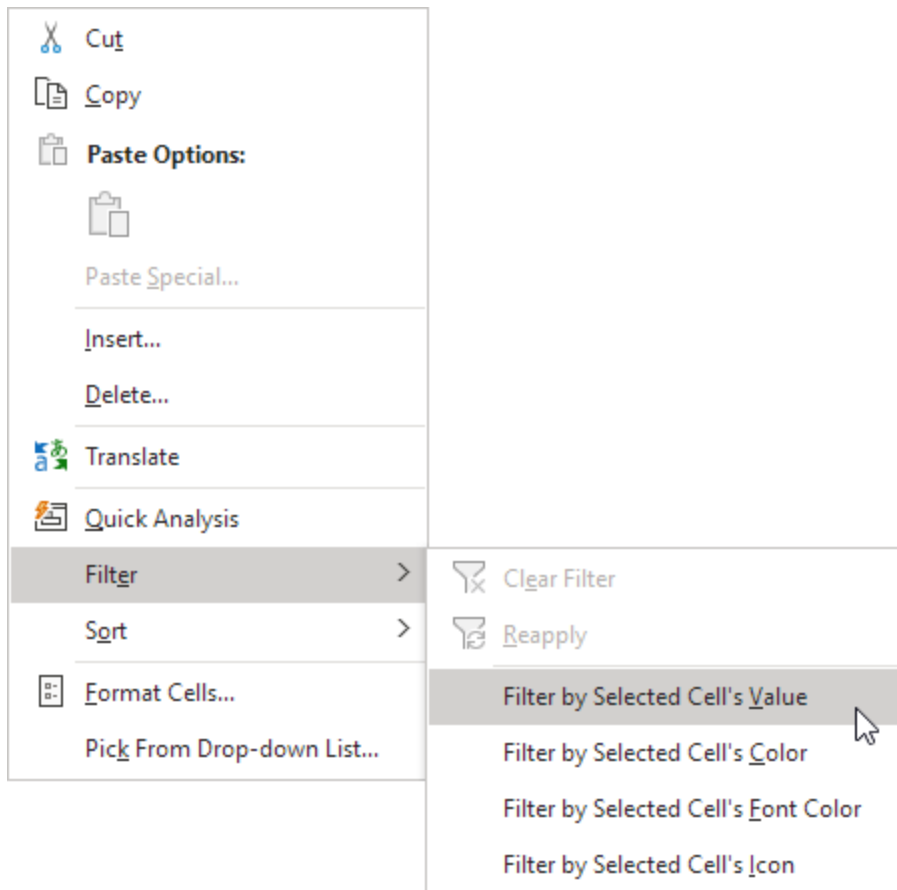 Cut
Copy
Paste Options:
Paste Special...
Insert...
Delete...
Translate
Quick Analysis
Filter
Sort
Format Cells...
Pick From Drop-down List...
Clear Filter
Reapply
Filter by Selected Cell's Value
Filter by Selected Cell's Color
Filter by Selected Cell's Font Color
Filter by Selected Cell's Icon